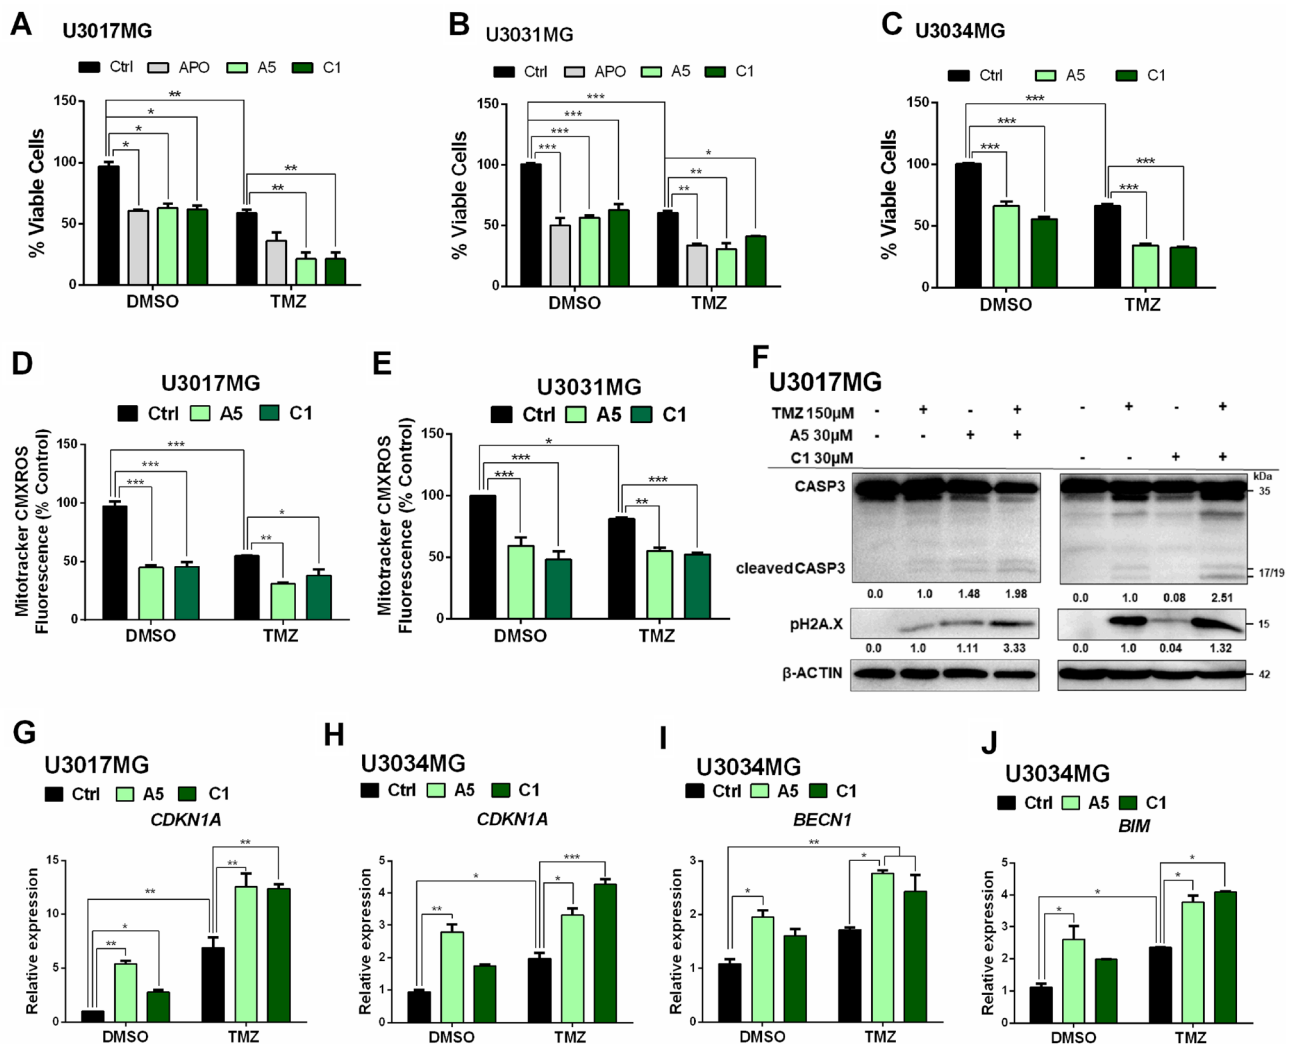 A
U3017MG
Ctrl APO A5 C1
% Viable Cells
150
100
50
0
** * * *
** **
DMSO TMZ
B
U3031MG
Ctrl APO A5 C1
% Viable Cells
150
100
50
0
*** *** *** ***
* ** **
DMSO TMZ
C
U3034MG
Ctrl A5 C1
% Viable Cells
150
100
50
0
*** *** ***
*** ***
DMSO TMZ
D
U3017MG
Ctrl A5 C1
Mitotracker CMXROS
Fluorescence (% Control)
150
100
50
0
*** *** ***
* **
DMSO TMZ
E
U3031MG
Ctrl A5 C1
Mitotracker CMXROS
Fluorescence (% Control)
150
100
50
0
* *** ***
*** **
DMSO TMZ
F
U3017MG
TMZ 150µM - + - + - + - +
A5 30µM - - + +
C1 30µM - - + +
kDa
CASP3 35
cleaved CASP3 17/19
0.0 1.0 1.48 1.98 0.0 1.0 0.08 2.51
pH2A.X 15
0.0 1.0 1.11 3.33 0.0 1.0 0.04 1.32
β-ACTIN 42
G
U3017MG
Ctrl A5 C1
CDKN1A
Relative expression
15
10
5
0
** * **
** **
DMSO TMZ
H
U3034MG
Ctrl A5 C1
CDKN1A
Relative expression
5
4
3
2
1
0
* **
*** *
DMSO TMZ
I
U3034MG
Ctrl A5 C1
BECN1
Relative expression
3
2
1
0
** * *
DMSO TMZ
J
U3034MG
Ctrl A5 C1
BIM
Relative expression
5
4
3
2
1
0
* *
* *
DMSO TMZ